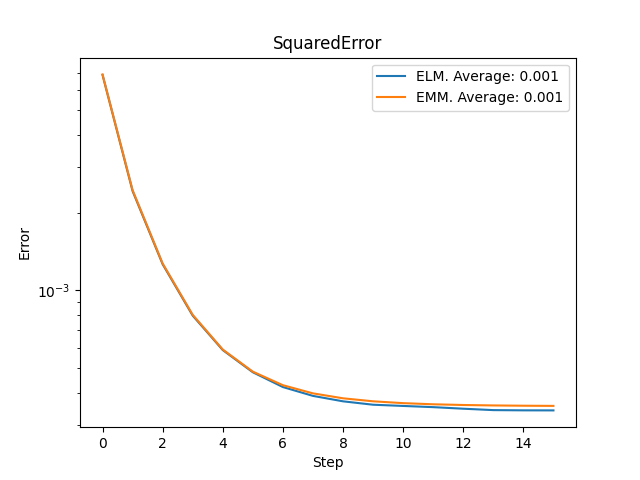 SquaredError
ELM. Average: 0.001
EMM. Average: 0.001
Error
10⁻³
0 2 4 6 8 10 12 14
Step